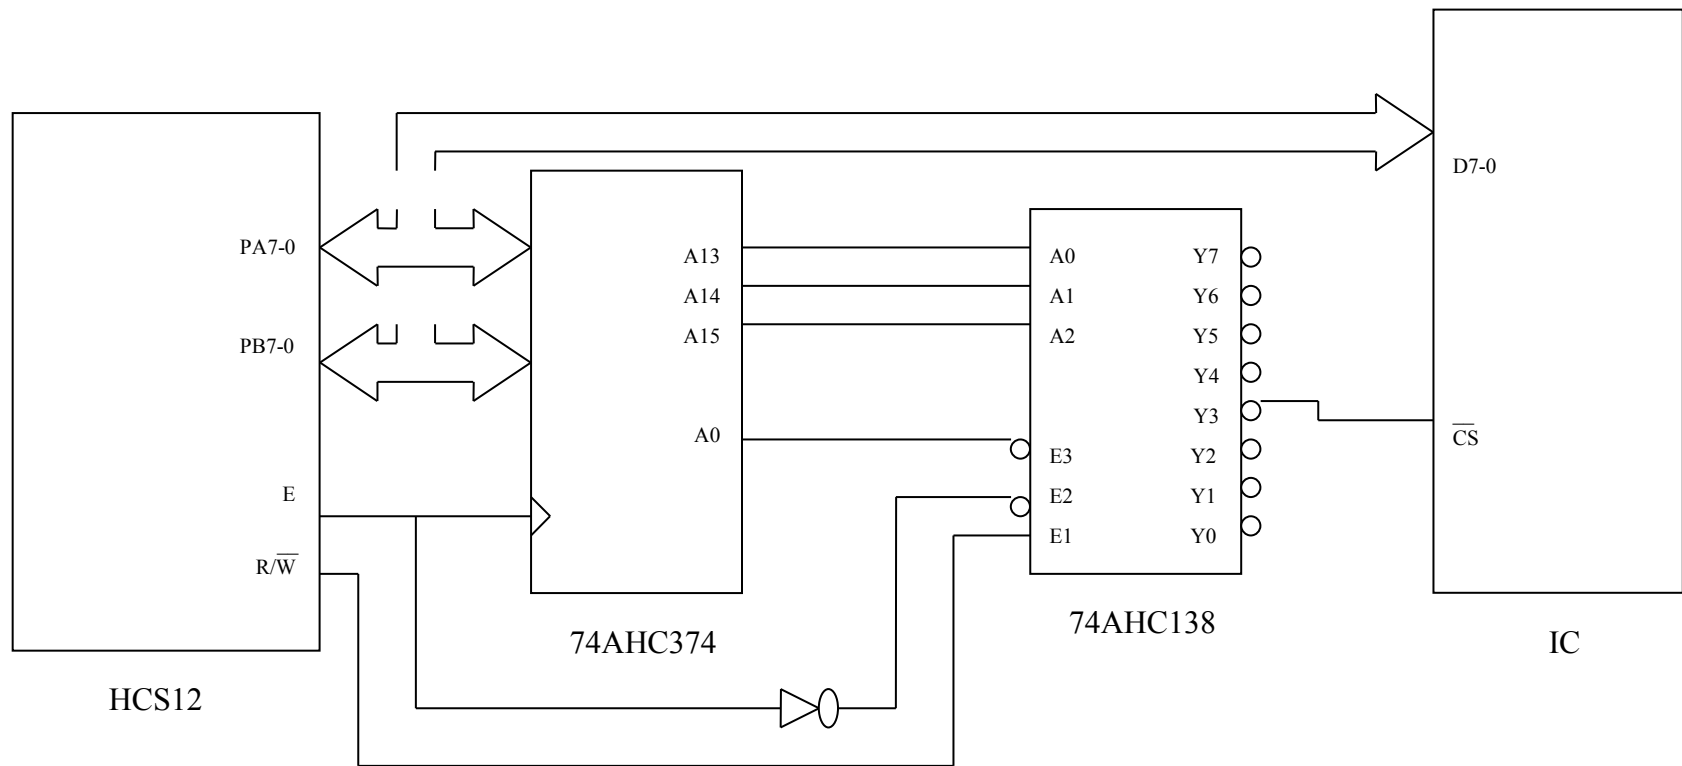 PA7-0
PB7-0
E
R/W̅
HCS12
A13
A14
A15
A0
74AHC374
A0
A1
A2
E3
E2
E1
Y7
Y6
Y5
Y4
Y3
Y2
Y1
Y0
74AHC138
D7-0
C̅S̅
IC